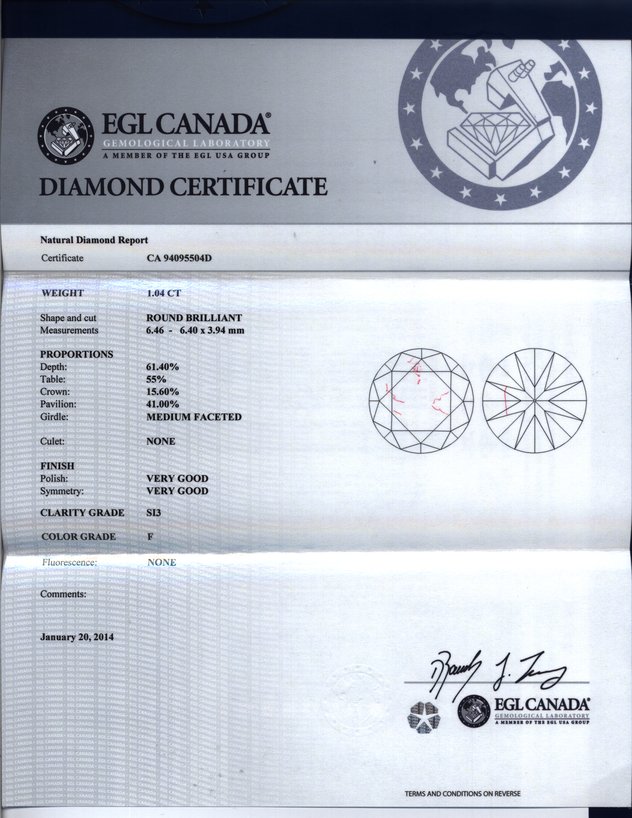 EGL CANADA®
GEMOLOGICAL LABORATORY
A MEMBER OF THE EGL USA GROUP
DIAMOND CERTIFICATE
Natural Diamond Report
Certificate CA 94095504D
WEIGHT 1.04 CT
Shape and cut ROUND BRILLIANT
Measurements 6.46 - 6.40 x 3.94 mm
PROPORTIONS
Depth: 61.40%
Table: 55%
Crown: 15.60%
Pavilion: 41.00%
Girdle: MEDIUM FACETED
Culet: NONE
FINISH
Polish: VERY GOOD
Symmetry: VERY GOOD
CLARITY GRADE SI3
COLOR GRADE F
Fluorescence: NONE
Comments:
January 20, 2014
EGL CANADA®
GEMOLOGICAL LABORATORY
A MEMBER OF THE EGL USA GROUP
TERMS AND CONDITIONS ON REVERSE